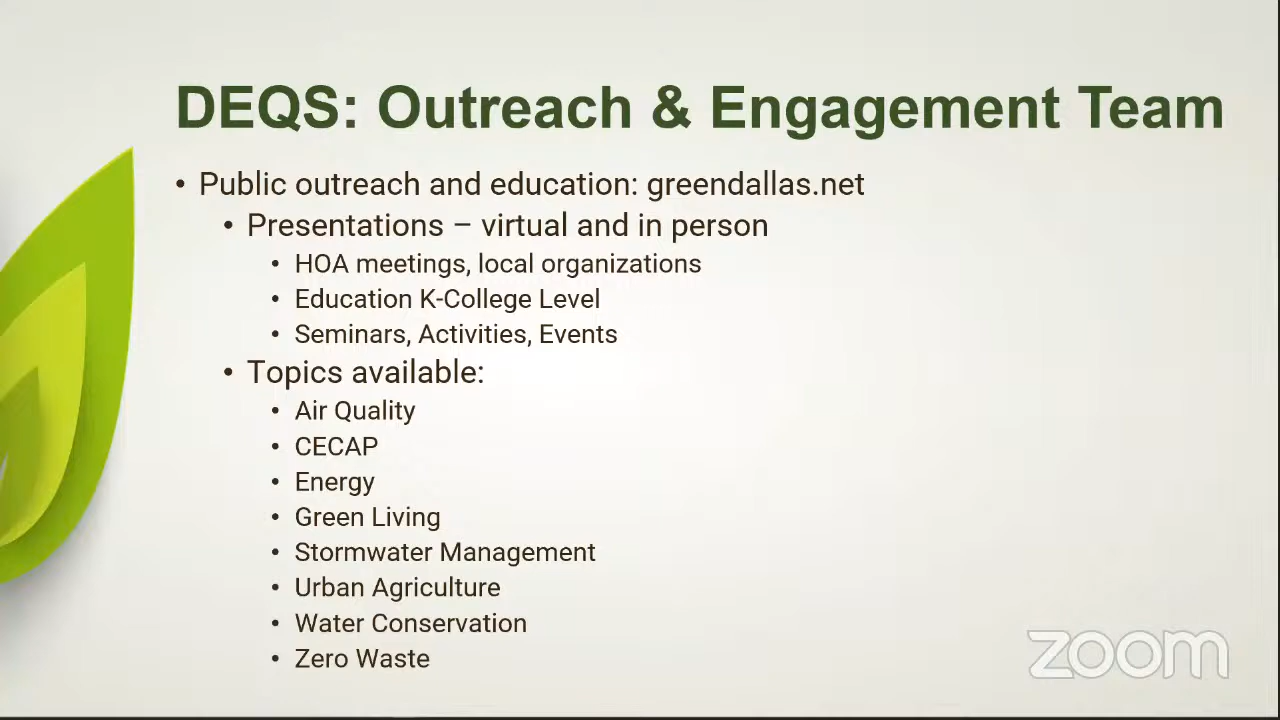 DEQS: Outreach & Engagement Team
• Public outreach and education: greendallas.net
• Presentations – virtual and in person
• HOA meetings, local organizations
• Education K-College Level
• Seminars, Activities, Events
• Topics available:
• Air Quality
• CECAP
• Energy
• Green Living
• Stormwater Management
• Urban Agriculture
• Water Conservation
• Zero Waste
zoom